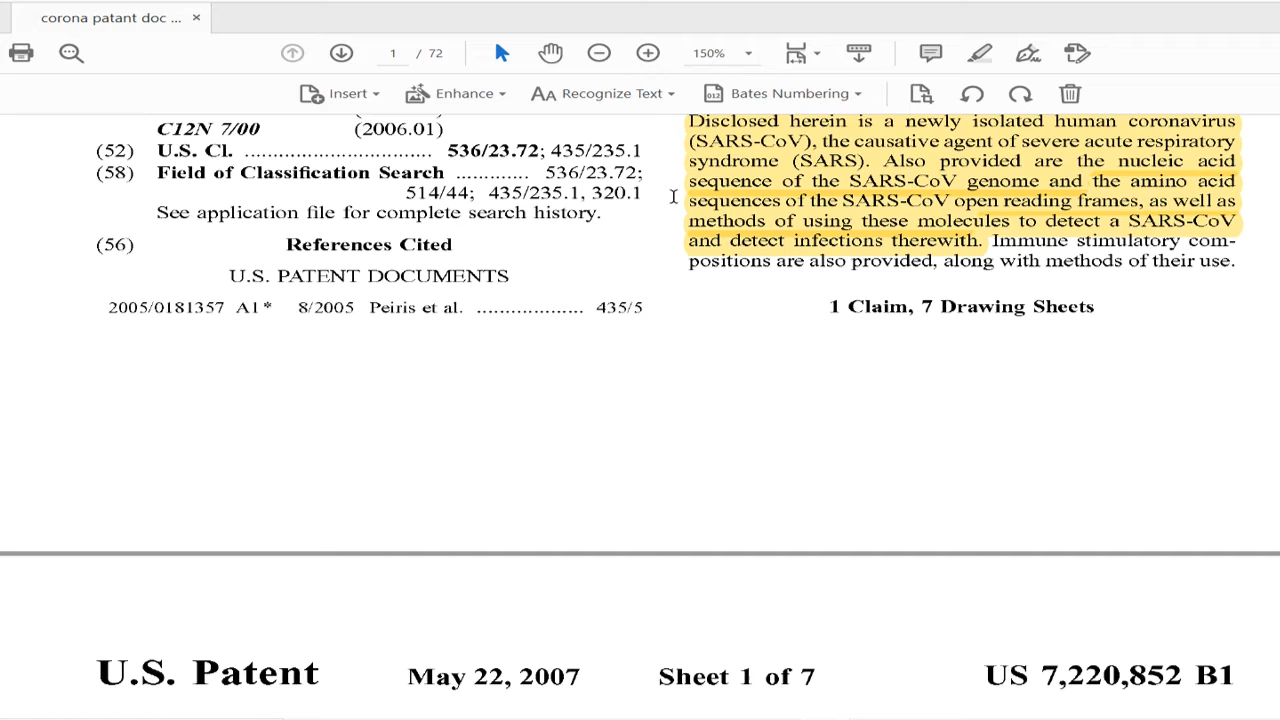 corona patant doc ... ×
1 / 72
150%
Insert
Enhance
Recognize Text
Bates Numbering
C12N 7/00 (2006.01)
(52) U.S. Cl. ................................ 536/23.72; 435/235.1
(58) Field of Classification Search ............ 536/23.72;
514/44; 435/235.1, 320.1
See application file for complete search history.
(56) References Cited
U.S. PATENT DOCUMENTS
2005/0181357 A1* 8/2005 Peiris et al. ................... 435/5
Disclosed herein is a newly isolated human coronavirus
(SARS-CoV), the causative agent of severe acute respiratory
syndrome (SARS). Also provided are the nucleic acid
sequence of the SARS-CoV genome and the amino acid
sequences of the SARS-CoV open reading frames, as well as
methods of using these molecules to detect a SARS-CoV
and detect infections therewith. Immune stimulatory com-
positions are also provided, along with methods of their use.
1 Claim, 7 Drawing Sheets
U.S. Patent May 22, 2007 Sheet 1 of 7 US 7,220,852 B1